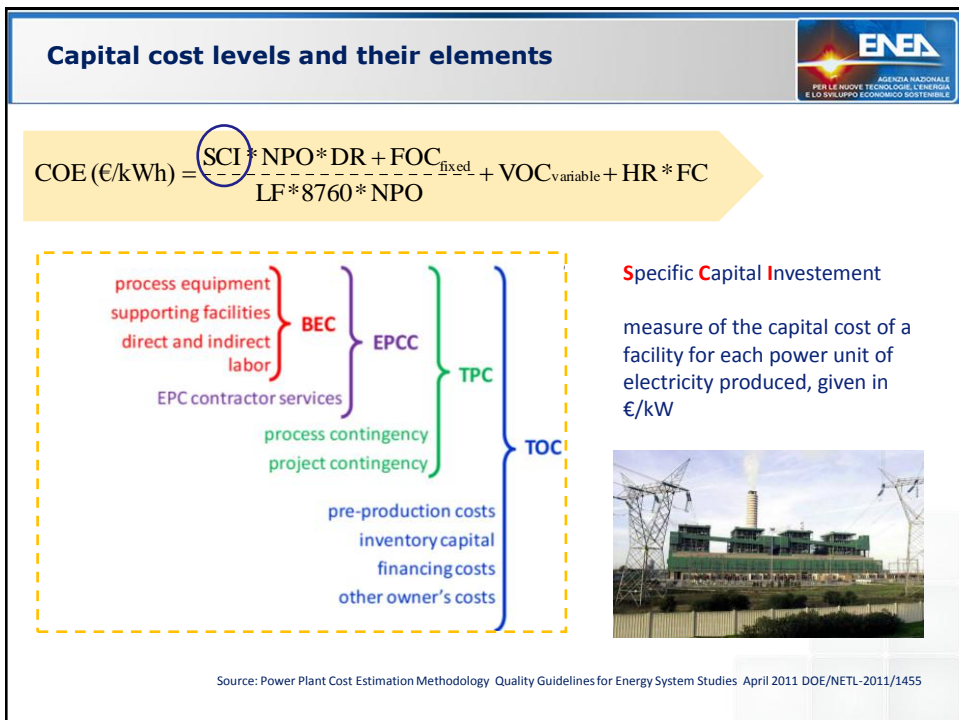 Capital cost levels and their elements
ENEA
AGENZIA NAZIONALE
PER LE NUOVE TECNOLOGIE, L'ENERGIA
E LO SVILUPPO ECONOMICO SOSTENIBILE
COE (€/kWh) = (SCI * NPO * DR + FOC_fixed) / (LF * 8760 * NPO) + VOC_variable + HR * FC
process equipment
supporting facilities
direct and indirect
labor
BEC
EPCC
EPC contractor services
TPC
process contingency
project contingency
TOC
pre-production costs
inventory capital
financing costs
other owner's costs
Specific Capital Investement
measure of the capital cost of a
facility for each power unit of
electricity produced, given in
€/kW
Source: Power Plant Cost Estimation Methodology Quality Guidelines for Energy System Studies April 2011 DOE/NETL-2011/1455